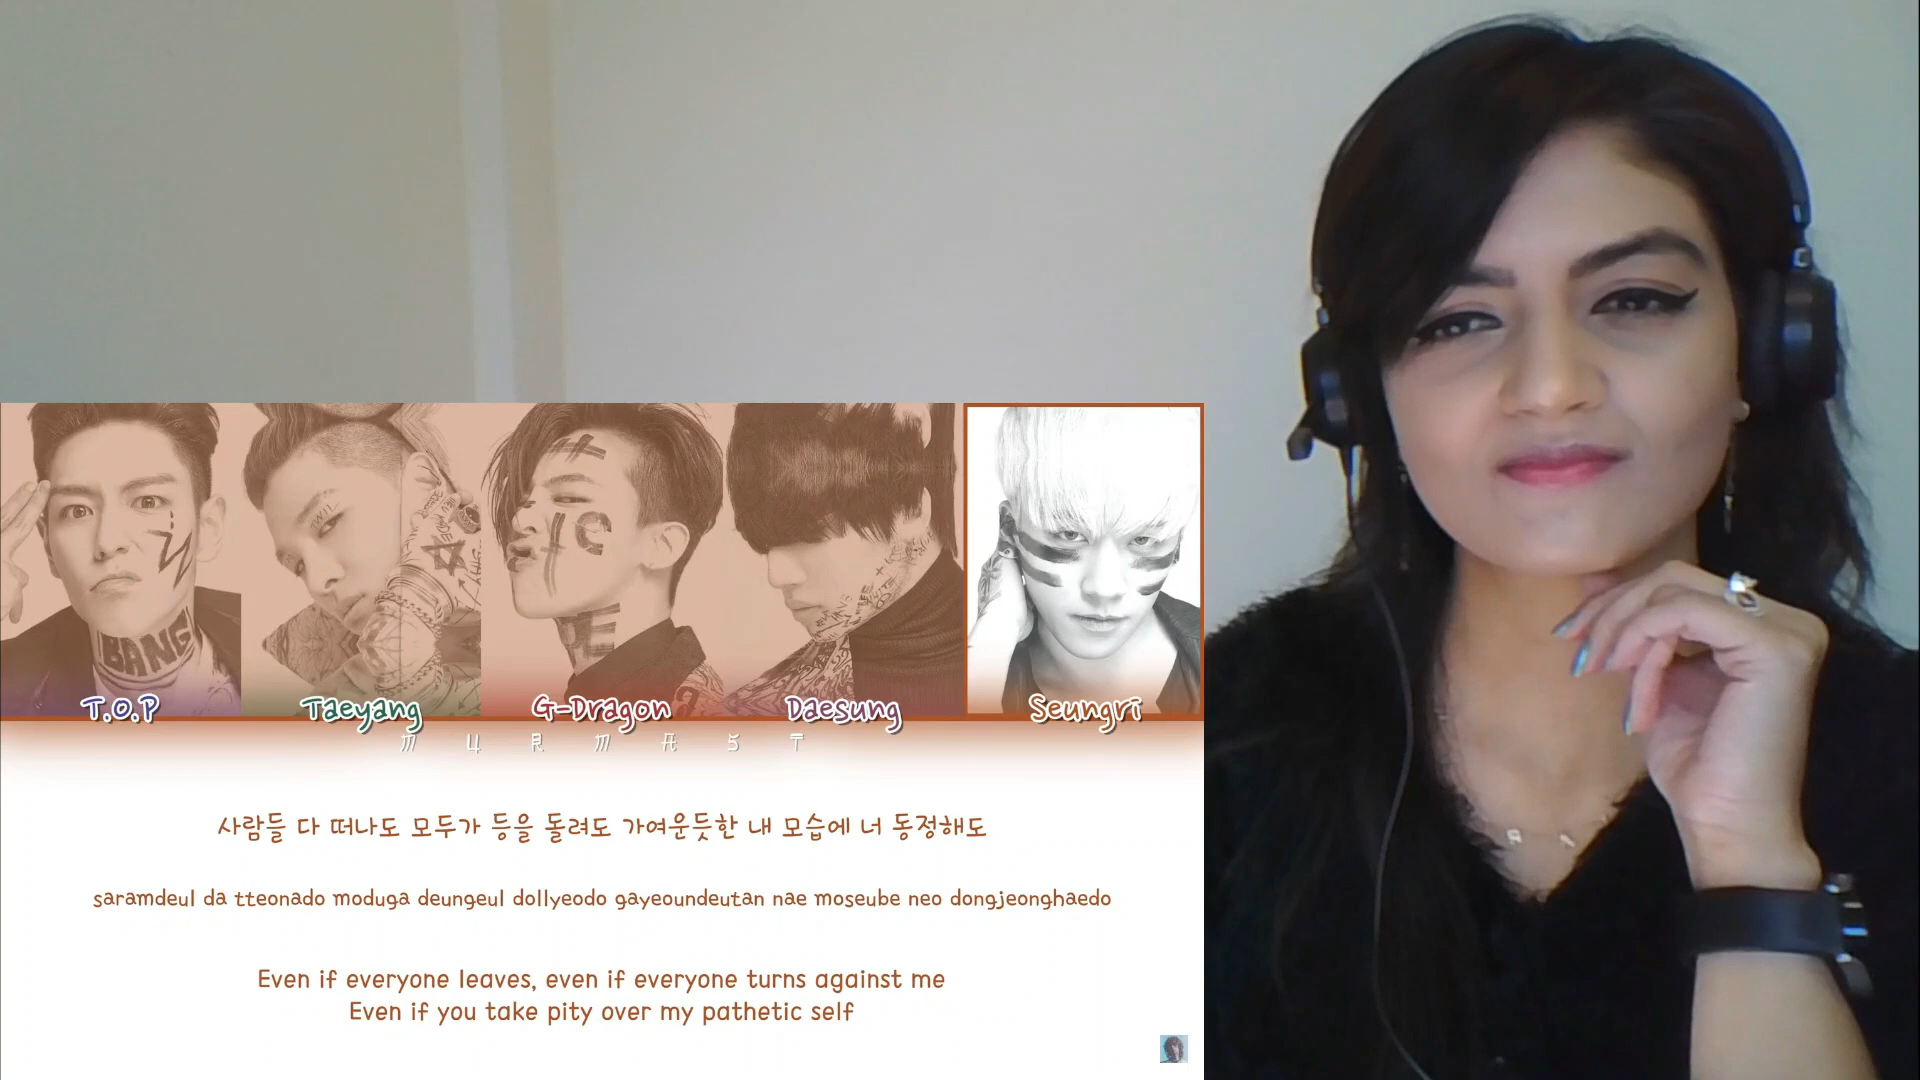 BANG
T.O.P Taeyang G-Dragon Daesung Seungri
사람들 다 떠나도 모두가 등을 돌려도 가여운듯한 내 모습에 너 동정해도
saramdeul da tteonado moduga deungeul dollyeodo gayeoundeutan nae moseube neo dongjeonghaedo
Even if everyone leaves, even if everyone turns against me
Even if you take pity over my pathetic self